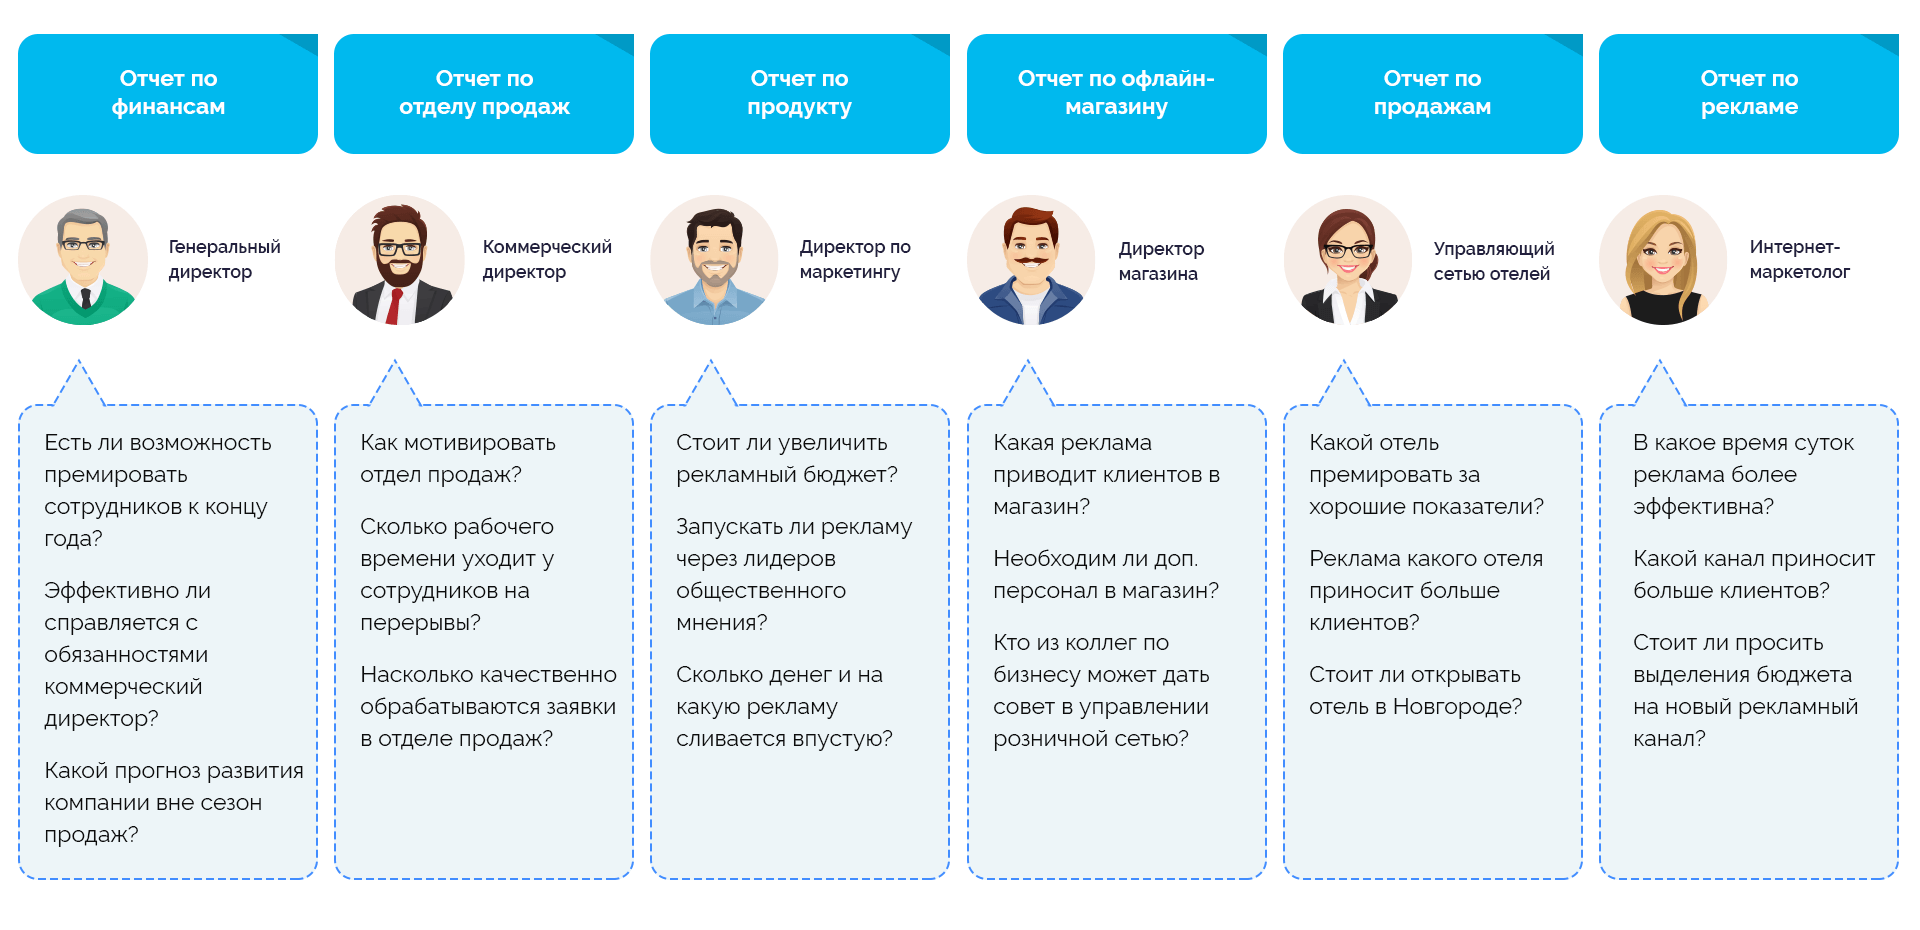 Отчет по
финансам
Отчет по
отделу продаж
Отчет по
продукту
Отчет по офлайн-
магазину
Отчет по
продажам
Отчет по
рекламе
Генеральный
директор
Коммерческий
директор
Директор по
маркетингу
Директор
магазина
Управляющий
сетью отелей
Интернет-
маркетолог
Есть ли возможность
премировать
сотрудников к концу
года?
Эффективно ли
справляется с
обязанностями
коммерческий
директор?
Какой прогноз развития
компании вне сезон
продаж?
Как мотивировать
отдел продаж?
Сколько рабочего
времени уходит у
сотрудников на
перерывы?
Насколько качественно
обрабатываются заявки
в отделе продаж?
Стоит ли увеличить
рекламный бюджет?
Запускать ли рекламу
через лидеров
общественного
мнения?
Сколько денег и на
какую рекламу
сливается впустую?
Какая реклама
приводит клиентов в
магазин?
Необходим ли доп.
персонал в магазин?
Кто из коллег по
бизнесу может дать
совет в управлении
розничной сетью?
Какой отель
премировать за
хорошие показатели?
Реклама какого отеля
приносит больше
клиентов?
Стоит ли открывать
отель в Новгороде?
В какое время суток
реклама более
эффективна?
Какой канал приносит
больше клиентов?
Стоит ли просить
выделения бюджета
на новый рекламный
канал?